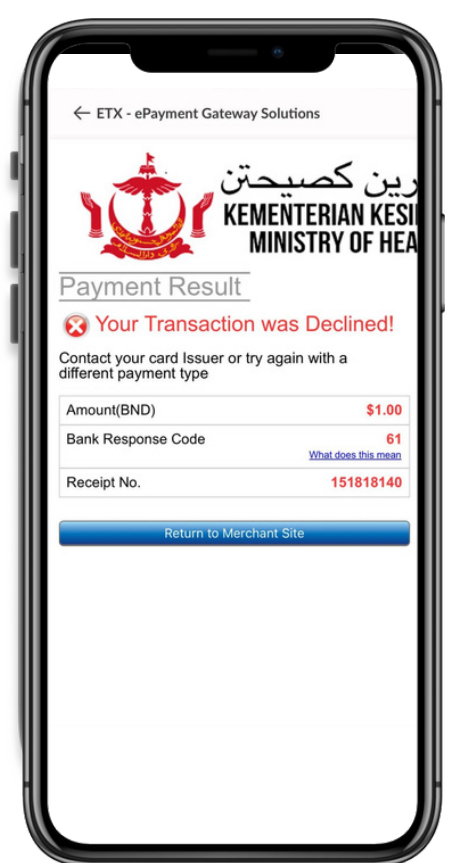 ← ETX - ePayment Gateway Solutions
رين كصيحتن
KEMENTERIAN KESI
MINISTRY OF HEA
Payment Result
Your Transaction was Declined!
Contact your card Issuer or try again with a
different payment type
Amount(BND) $1.00
Bank Response Code 61
What does this mean
Receipt No. 151818140
Return to Merchant Site